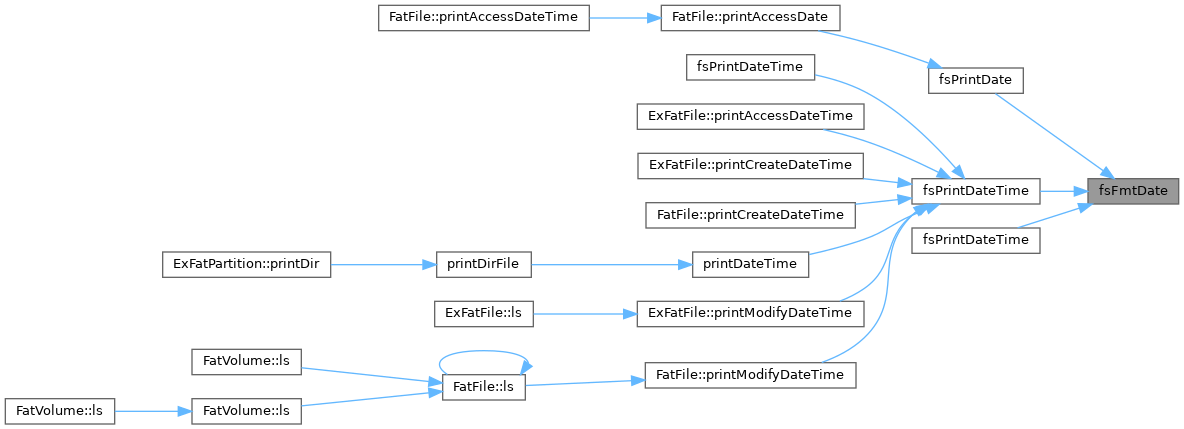 FatFile::printAccessDateTime
FatFile::printAccessDate
fsPrintDateTime
fsPrintDate
ExFatFile::printAccessDateTime
ExFatFile::printCreateDateTime
fsPrintDateTime
fsFmtDate
FatFile::printCreateDateTime
fsPrintDateTime
ExFatPartition::printDir
printDirFile
printDateTime
ExFatFile::ls
ExFatFile::printModifyDateTime
FatVolume::ls
FatFile::ls
FatFile::printModifyDateTime
FatVolume::ls
FatVolume::ls